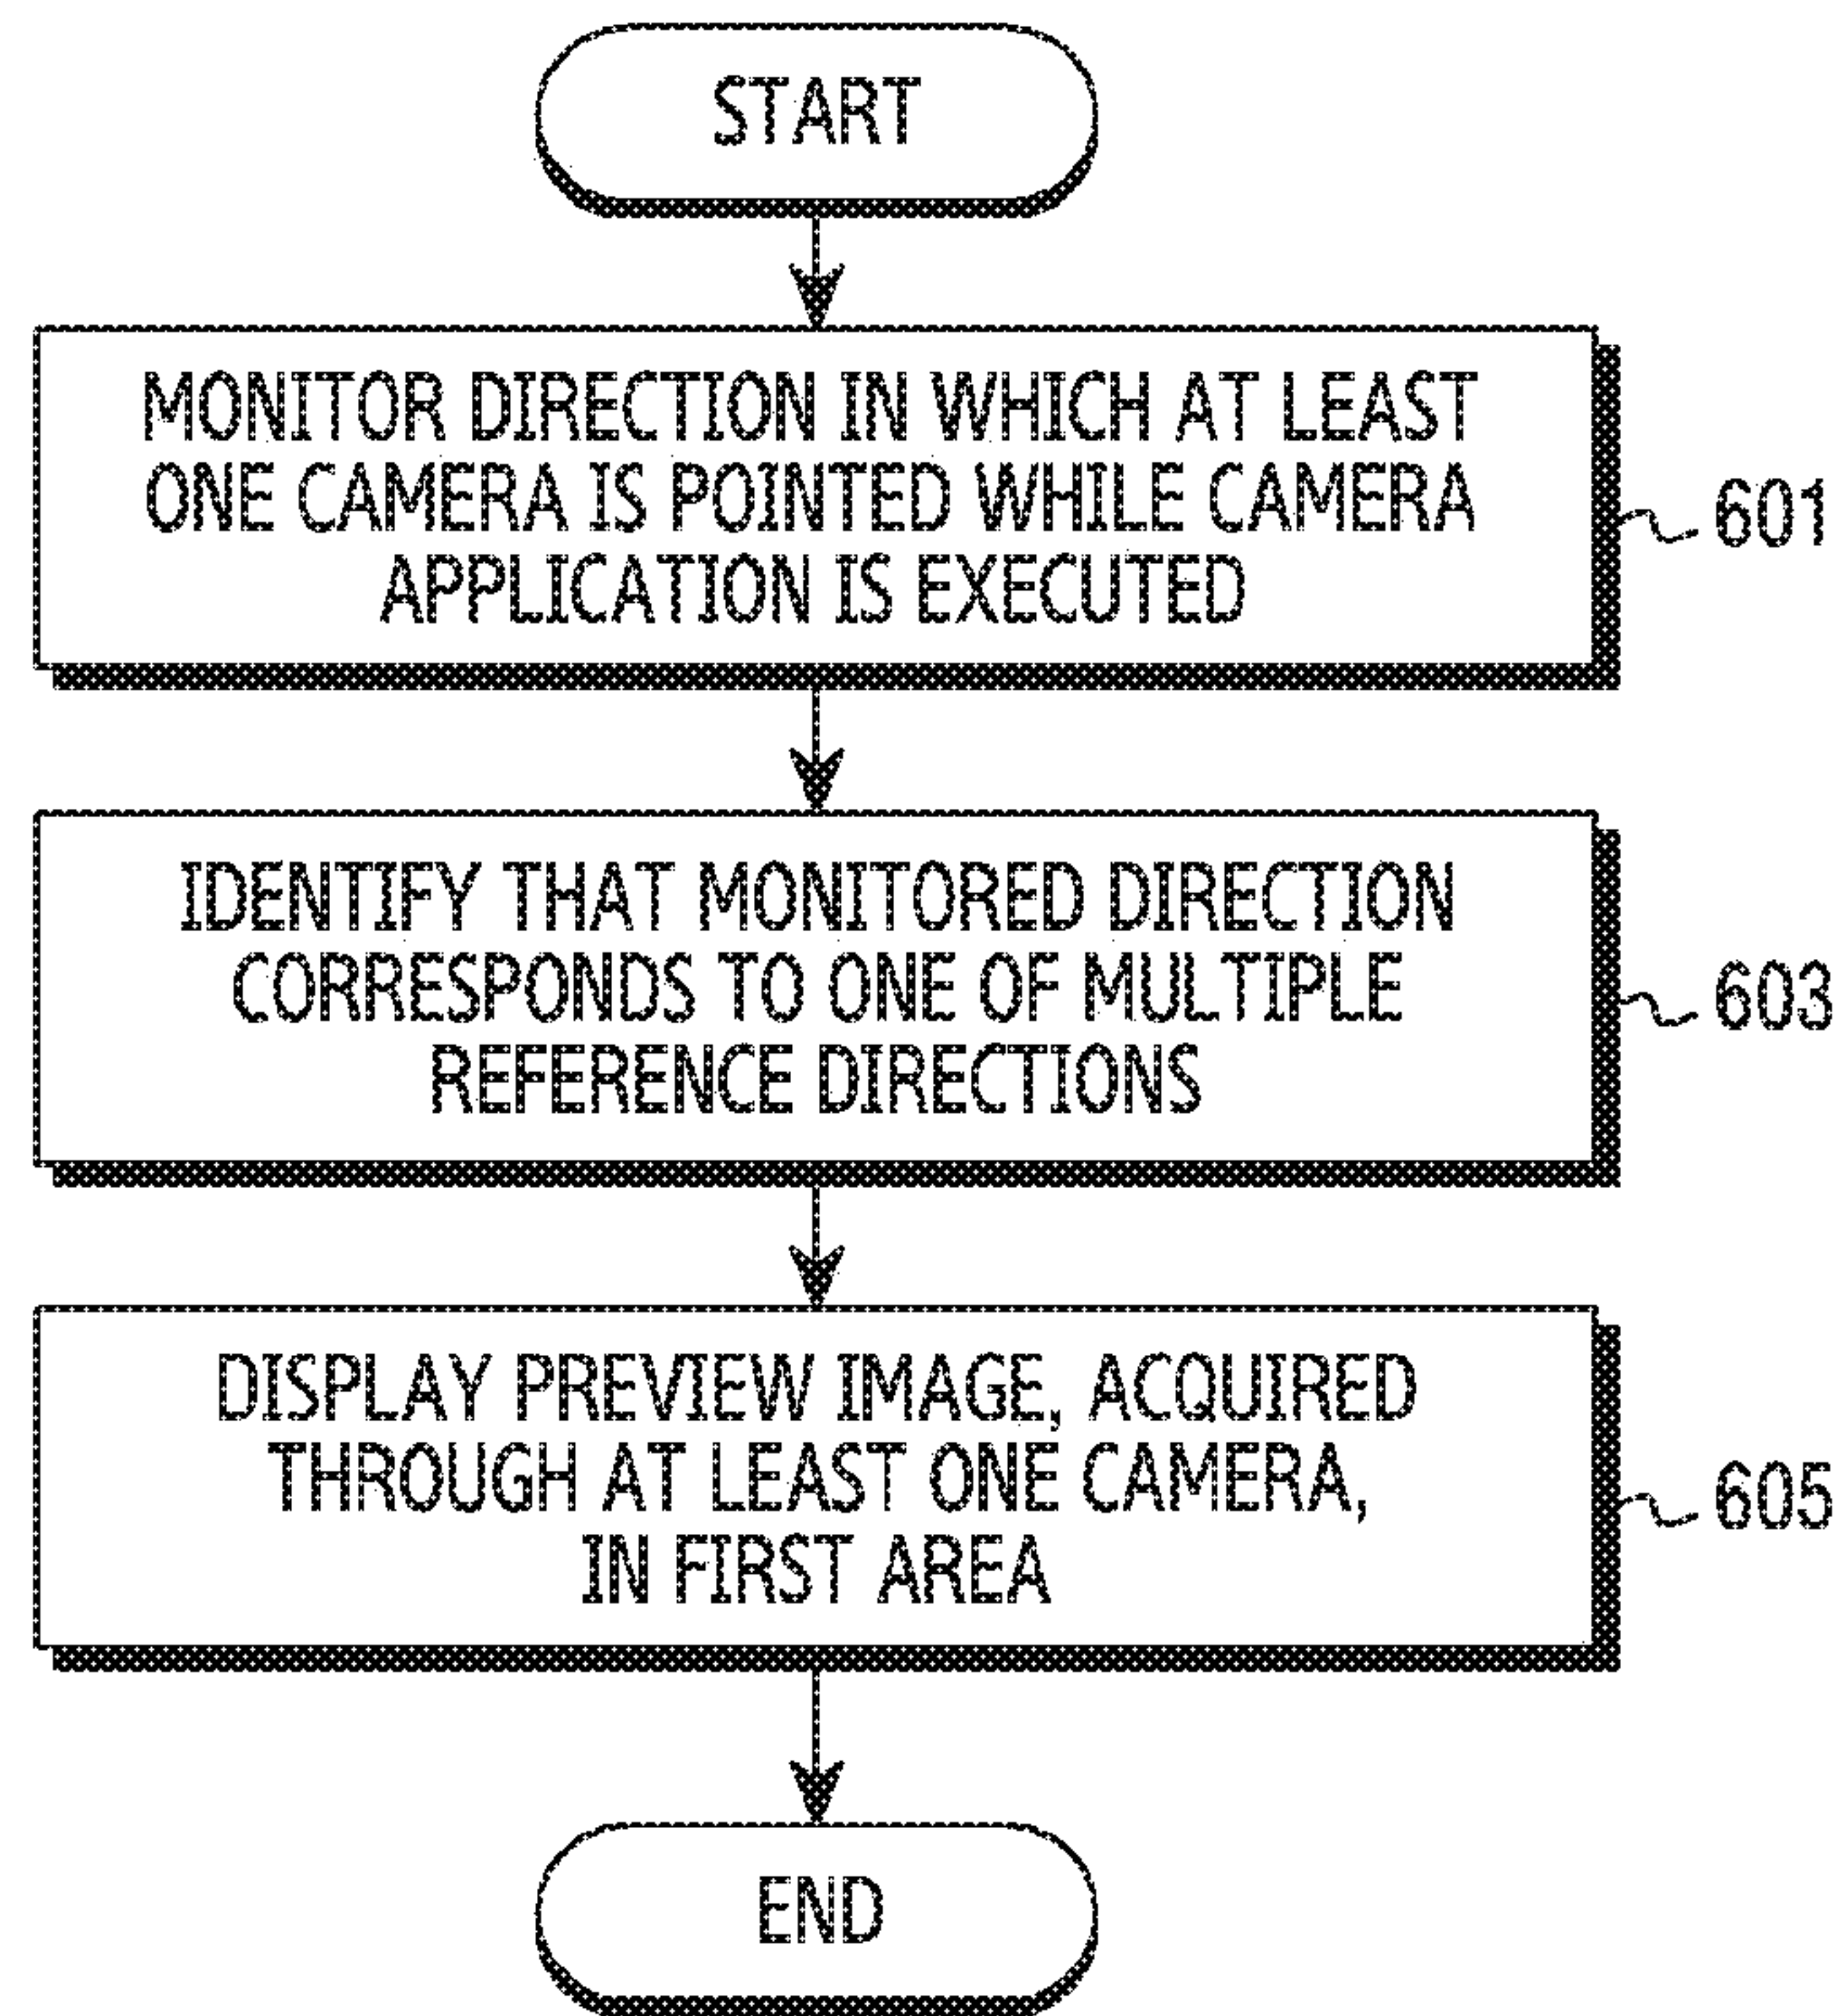 START
MONITOR DIRECTION IN WHICH AT LEAST
ONE CAMERA IS POINTED WHILE CAMERA
APPLICATION IS EXECUTED
601
IDENTIFY THAT MONITORED DIRECTION
CORRESPONDS TO ONE OF MULTIPLE
REFERENCE DIRECTIONS
603
DISPLAY PREVIEW IMAGE, ACQUIRED
THROUGH AT LEAST ONE CAMERA,
IN FIRST AREA
605
END